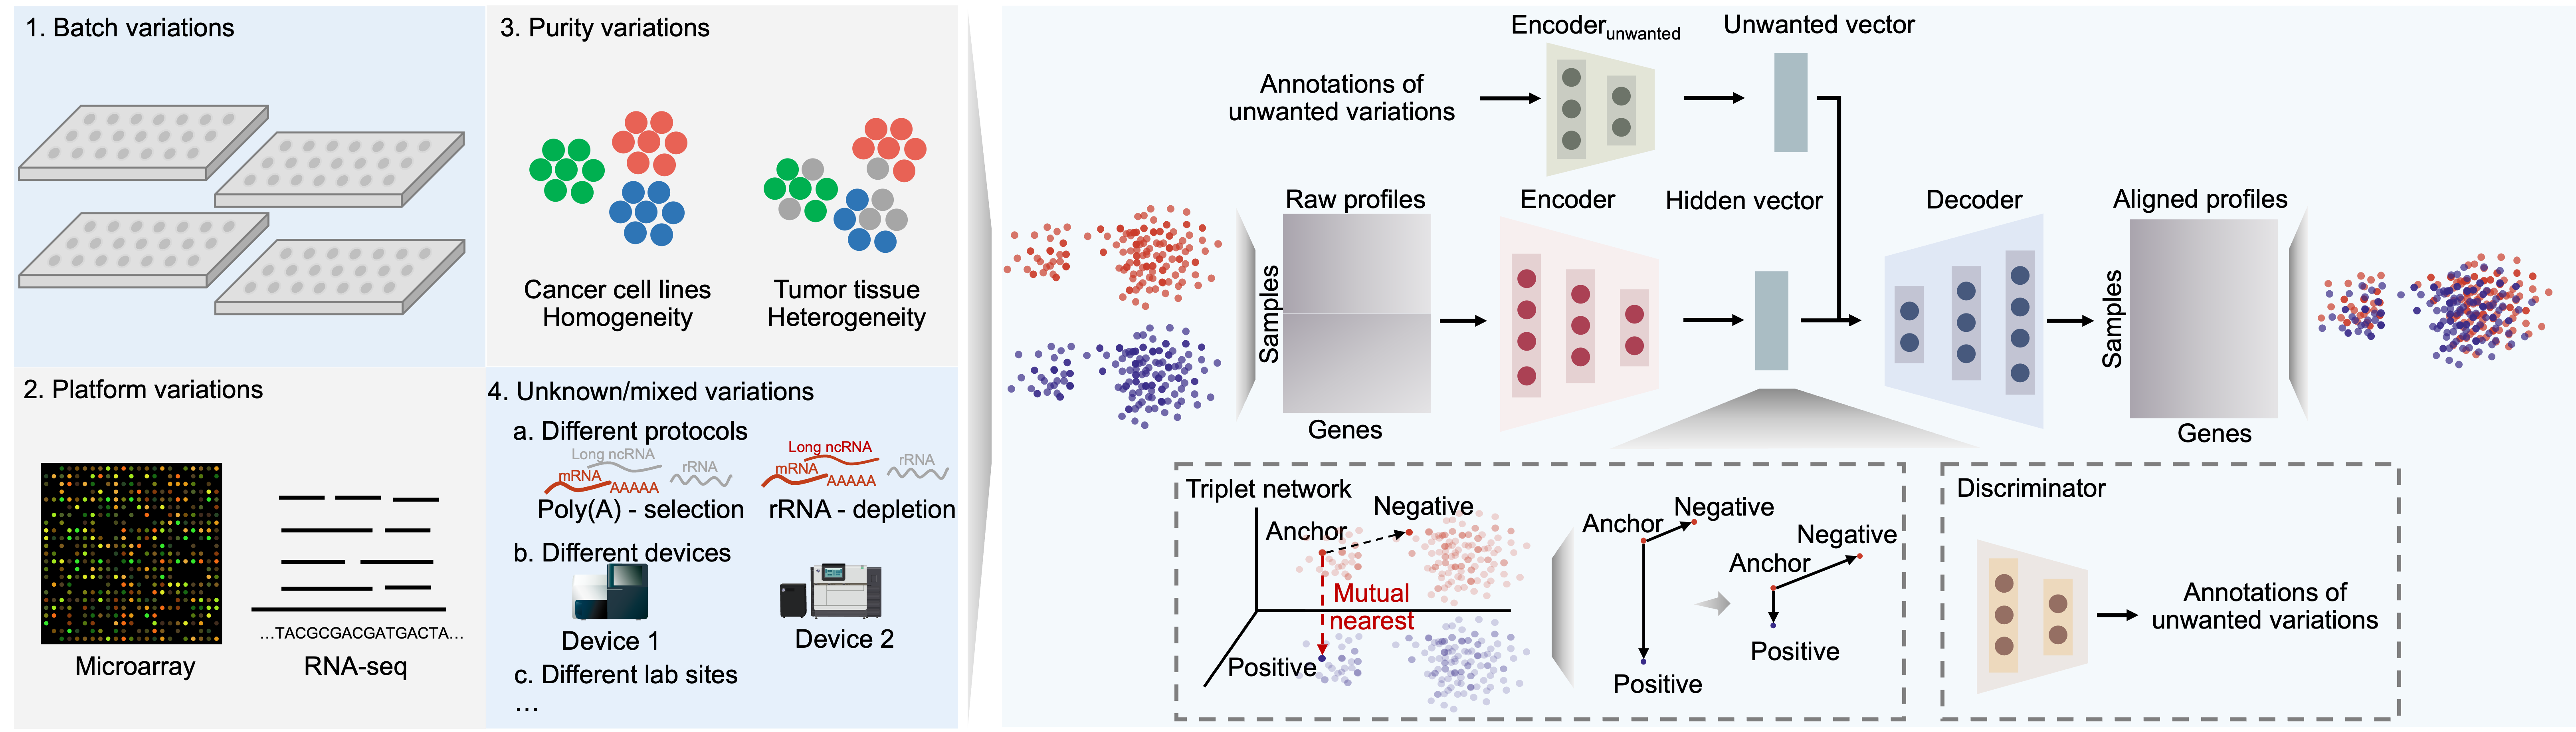 1. Batch variations
2. Platform variations
Microarray
…TACGCGACGATGACTA…
RNA-seq
3. Purity variations
Cancer cell lines
Homogeneity
Tumor tissue
Heterogeneity
4. Unknown/mixed variations
a. Different protocols
Long ncRNA
mRNA
AAAAA
rRNA
Poly(A) - selection
Long ncRNA
mRNA
AAAAA
rRNA
rRNA - depletion
b. Different devices
Device 1
Device 2
c. Different lab sites
…
Annotations of
unwanted variations
Encoderunwanted
Unwanted vector
Raw profiles
Samples
Genes
Encoder
Hidden vector
Decoder
Aligned profiles
Samples
Genes
Triplet network
Anchor
Negative
Mutual
nearest
Positive
Anchor
Negative
Positive
Anchor
Negative
Positive
Discriminator
Annotations of
unwanted variations